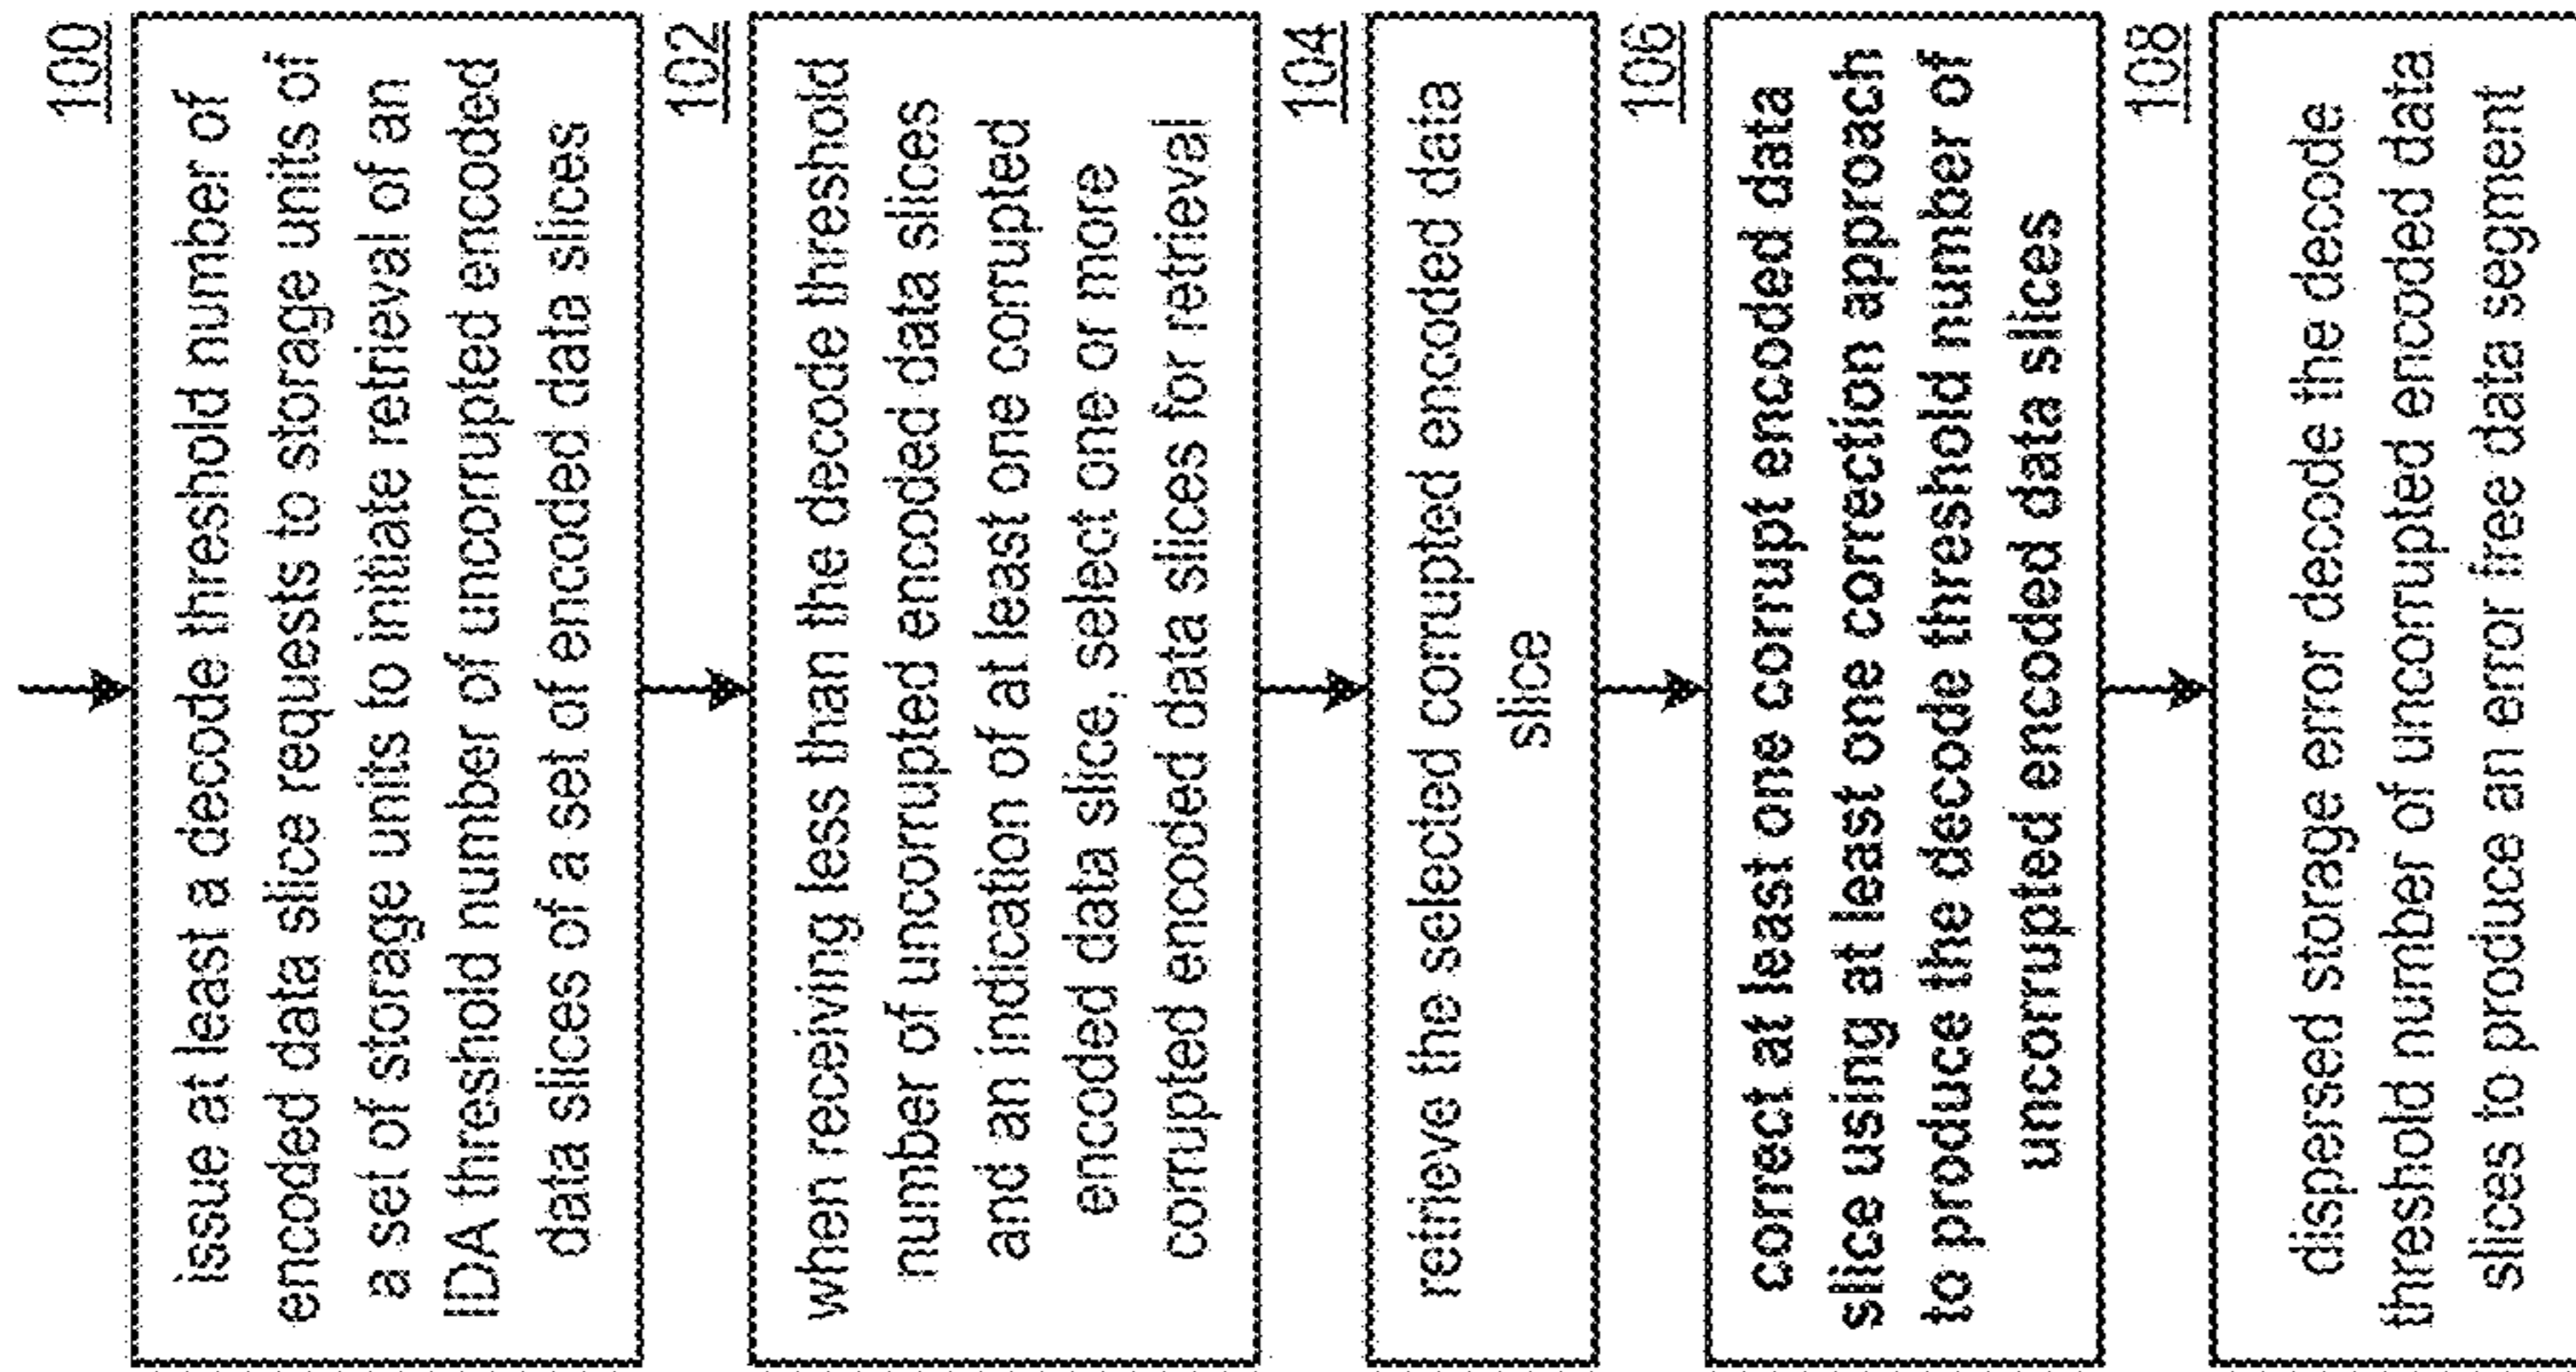 100
issue at least a decode threshold number of
encoded data slice requests to storage units of
a set of storage units to initiate retrieval of an
IDA threshold number of uncorrupted encoded
data slices of a set of encoded data slices
102
when receiving less than the decode threshold
number of uncorrupted encoded data slices
and an indication of at least one corrupted
encoded data slice, select one or more
corrupted encoded data slices for retrieval
104
retrieve the selected corrupted encoded data
slice
106
correct at least one corrupt encoded data
slice using at least one correction approach
to produce the decode threshold number of
uncorrupted encoded data slices
108
dispersed storage error decode the decode
threshold number of uncorrupted encoded data
slices to produce an error free data segment